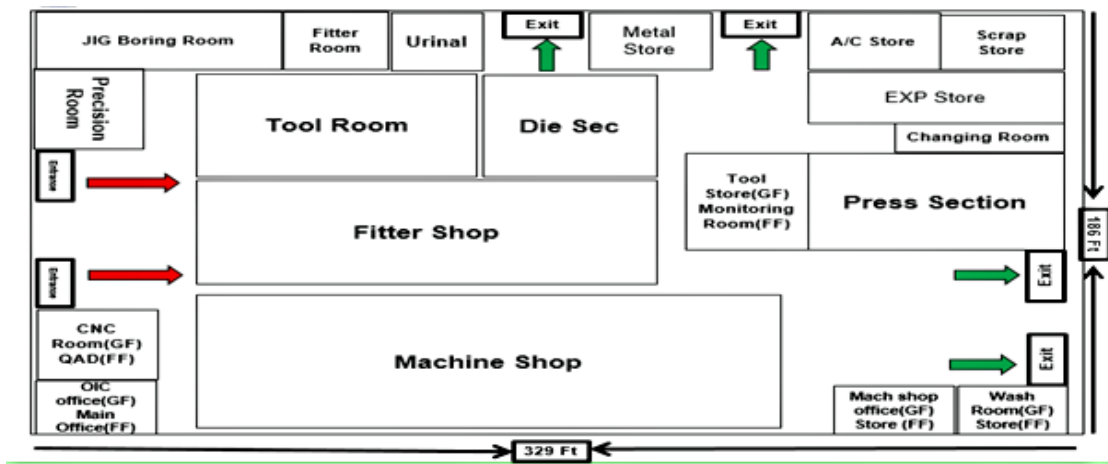 JIG Boring Room
Fitter
Room
Urinal
Exit
Metal
Store
Exit
A/C Store
Scrap
Store
Precision
Room
Tool Room
Die Sec
EXP Store
Changing Room
Entrance
Tool
Store(GF)
Monitoring
Room(FF)
Press Section
Fitter Shop
186 Ft
Entrance
Exit
CNC
Room(GF)
QAD(FF)
Machine Shop
Exit
OIC
office(GF)
Main
Office(FF)
Mach shop
office(GF)
Store (FF)
Wash
Room(GF)
Store(FF)
329 Ft